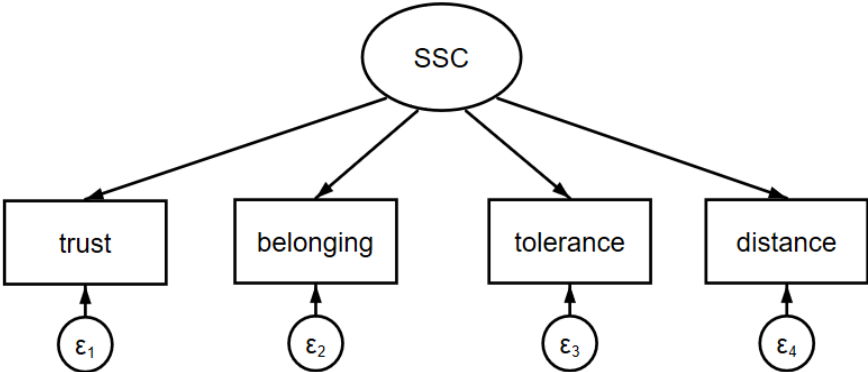 SSC
trust belonging tolerance distance
ε1 ε2 ε3 ε4